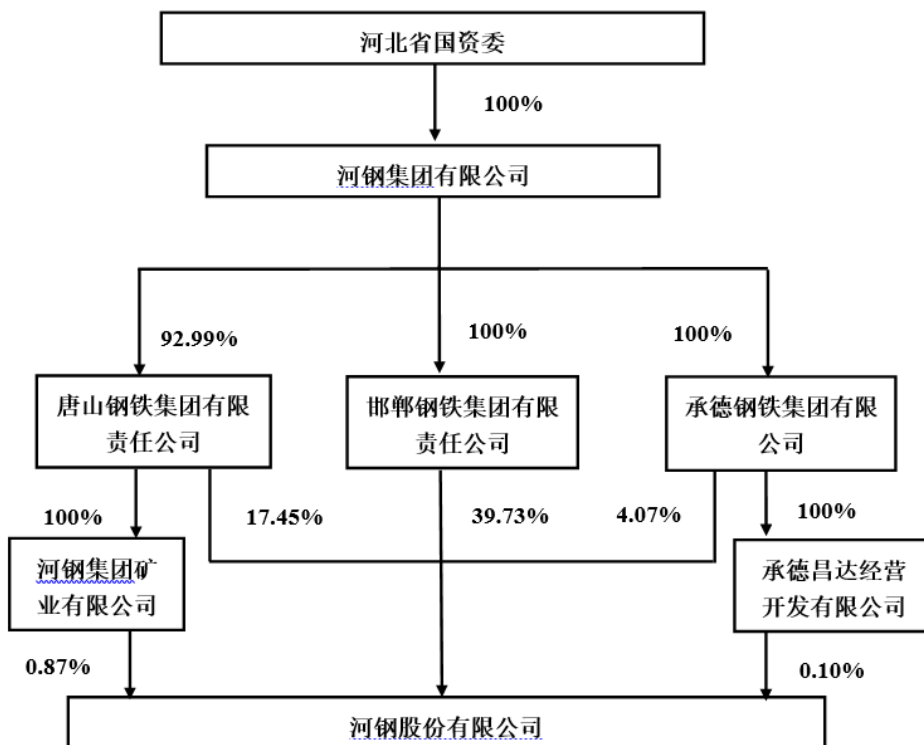 河北省国资委
100%
河钢集团有限公司
92.99%
100%
100%
唐山钢铁集团有限
责任公司
邯郸钢铁集团有限
责任公司
承德钢铁集团有限
公司
100%
17.45%
39.73%
4.07%
100%
河钢集团矿
业有限公司
承德昌达经营
开发有限公司
0.87%
0.10%
河钢股份有限公司